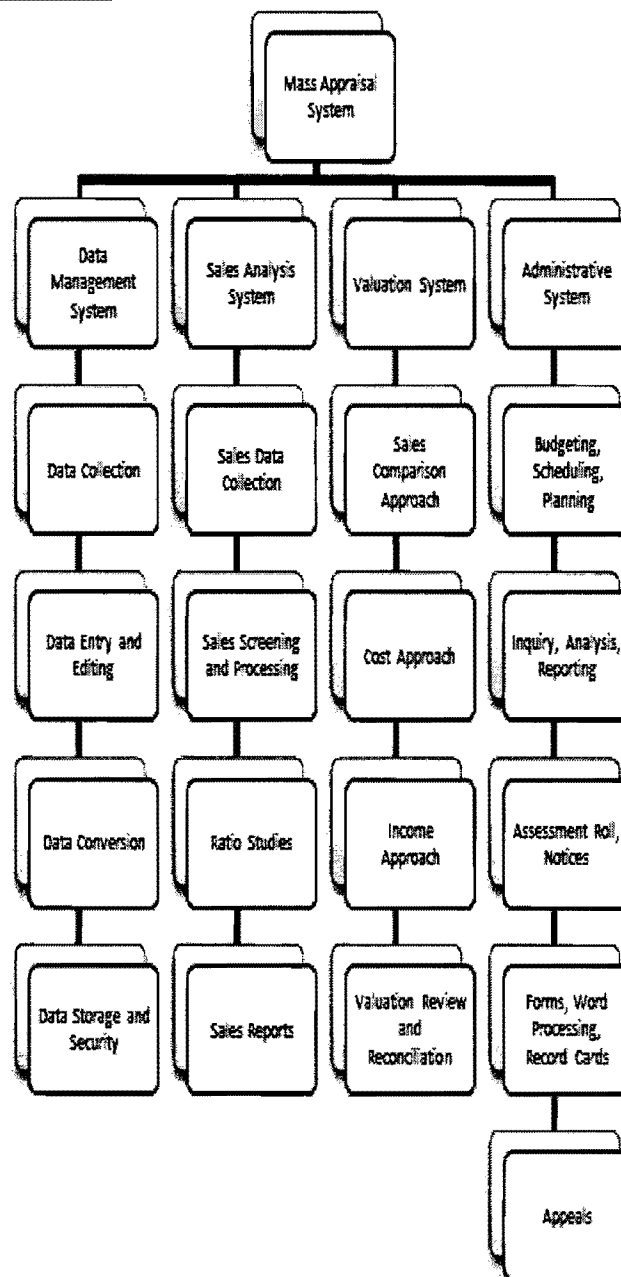 Mass Appraisal
System
Data
Management
System
Sales Analysis
System
Valuation System
Administrative
System
Data Collection
Sales Data
Collection
Sales
Comparison
Approach
Budgeting,
Scheduling,
Planning
Data Entry and
Editing
Sales Screening
and Processing
Cost Approach
Inquiry, Analysis,
Reporting
Data Conversion
Ratio Studies
Income
Approach
Assessment Roll,
Notices
Data Storage and
Security
Sales Reports
Valuation Review
and
Reconciliation
Forms, Word
Processing,
Record Cards
Appeals